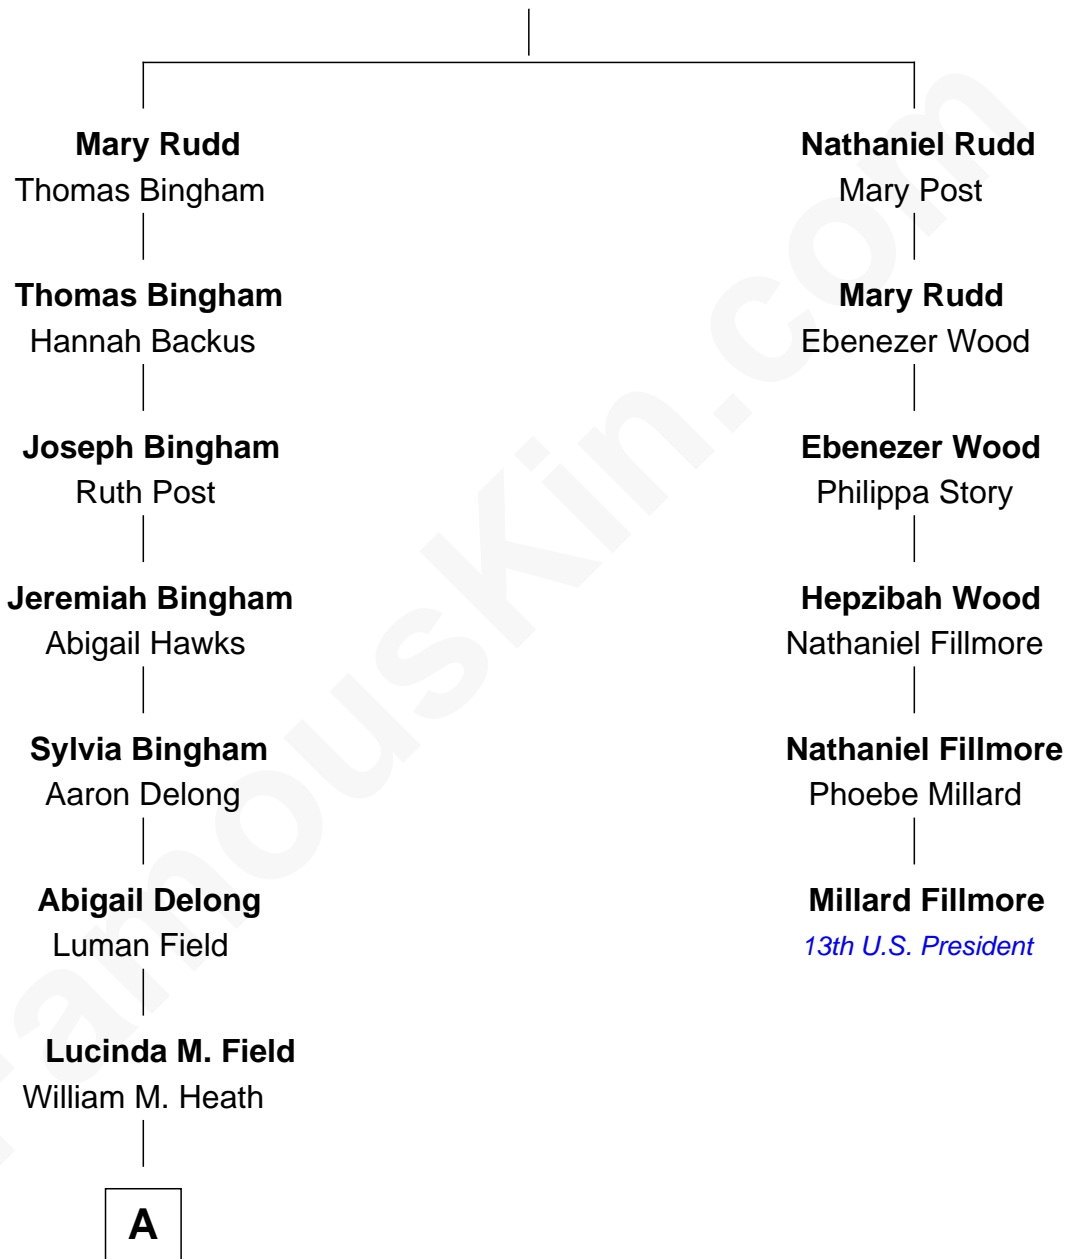 Mary Rudd
Thomas Bingham
Thomas Bingham
Hannah Backus
Joseph Bingham
Ruth Post
Jeremiah Bingham
Abigail Hawks
Sylvia Bingham
Aaron Delong
Abigail Delong
Luman Field
Lucinda M. Field
William M. Heath
A
Nathaniel Rudd
Mary Post
Mary Rudd
Ebenezer Wood
Ebenezer Wood
Philippa Story
Hepzibah Wood
Nathaniel Fillmore
Nathaniel Fillmore
Phoebe Millard
Millard Fillmore
13th U.S. President
FamousKin.com